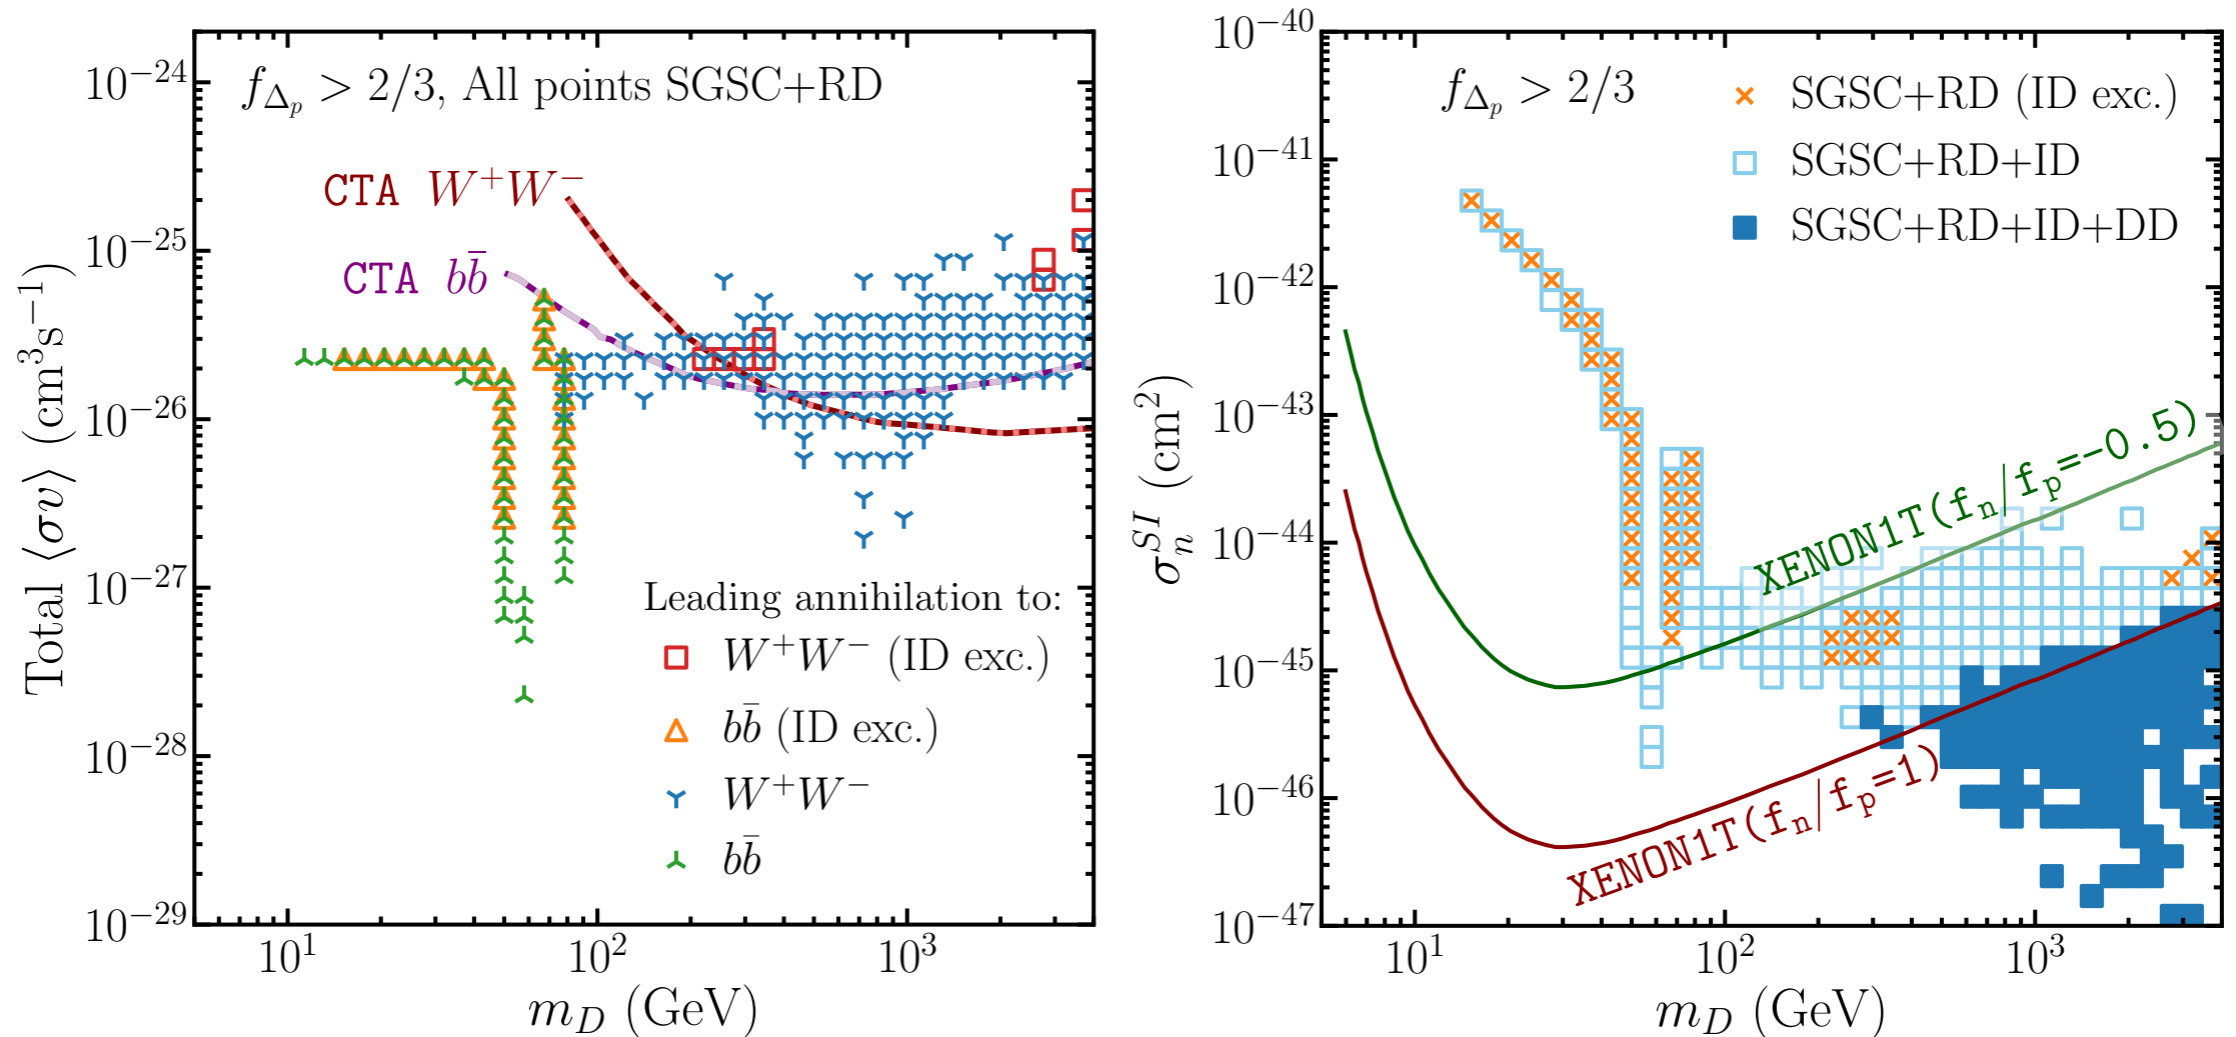 10⁻²⁴
10⁻²⁵
10⁻²⁶
10⁻²⁷
10⁻²⁸
10⁻²⁹
Total ⟨σv⟩ (cm³s⁻¹)
f_{Δ_p} > 2/3, All points SGSC+RD
CTA W⁺W⁻
CTA bb̄
Leading annihilation to:
W⁺W⁻ (ID exc.)
bb̄ (ID exc.)
W⁺W⁻
bb̄
10¹ 10² 10³
m_D (GeV)
10⁻⁴⁰
10⁻⁴¹
10⁻⁴²
10⁻⁴³
10⁻⁴⁴
10⁻⁴⁵
10⁻⁴⁶
10⁻⁴⁷
σ_n^{SI} (cm²)
f_{Δ_p} > 2/3
SGSC+RD (ID exc.)
SGSC+RD+ID
SGSC+RD+ID+DD
XENON1T(f_n/f_p=-0.5)
XENON1T(f_n/f_p=1)
10¹ 10² 10³
m_D (GeV)